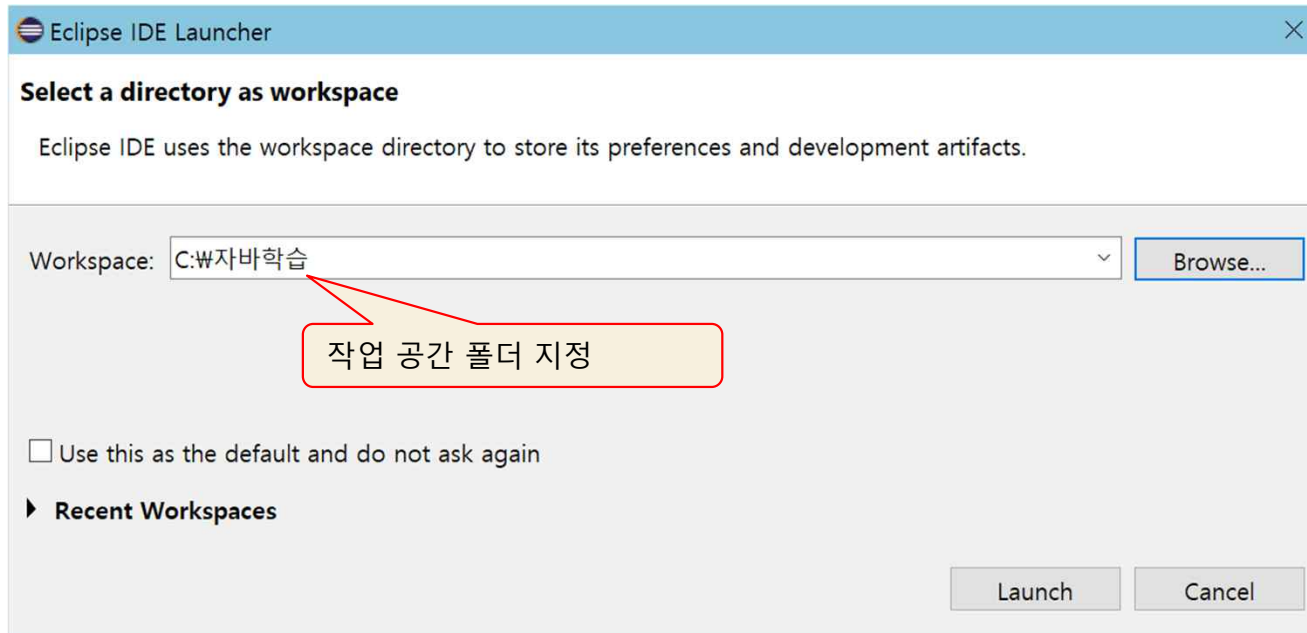 Eclipse IDE Launcher
Select a directory as workspace
Eclipse IDE uses the workspace directory to store its preferences and development artifacts.
Workspace: C:₩자바학습 Browse...
작업 공간 폴더 지정
Use this as the default and do not ask again
Recent Workspaces
Launch Cancel